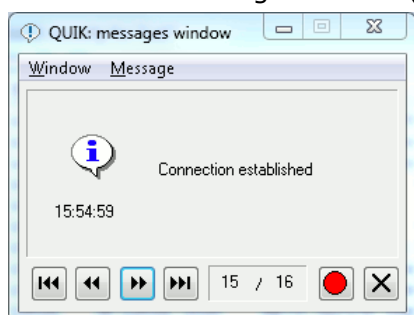 QUIK: messages window
Window Message
Connection established
15:54:59
15 / 16